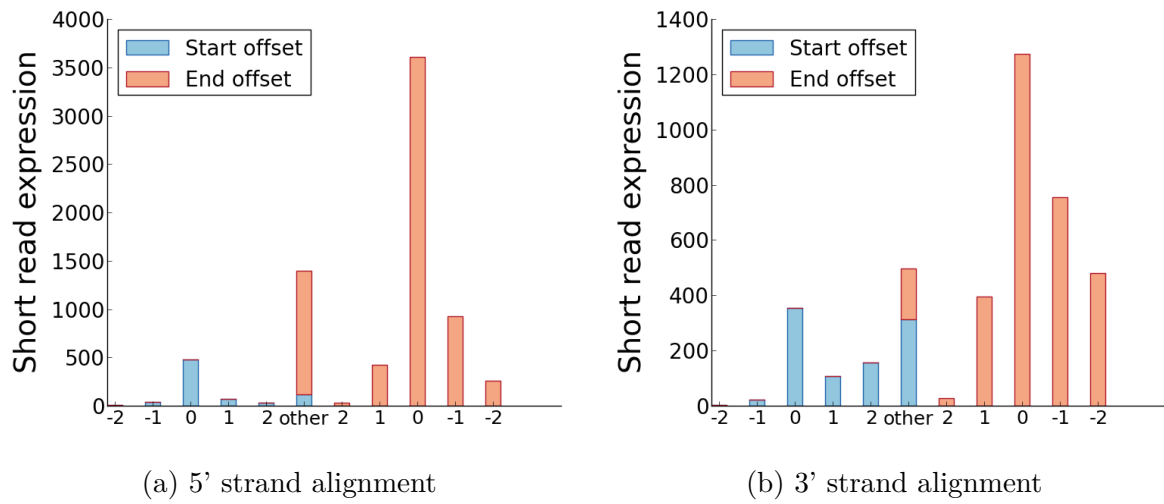 4000
3500
3000
2500
2000
1500
1000
500
0
Short read expression
Start offset
End offset
-2 -1 0 1 2 other 2 1 0 -1 -2
(a) 5' strand alignment
1400
1200
1000
800
600
400
200
0
Short read expression
Start offset
End offset
-2 -1 0 1 2 other 2 1 0 -1 -2
(b) 3' strand alignment